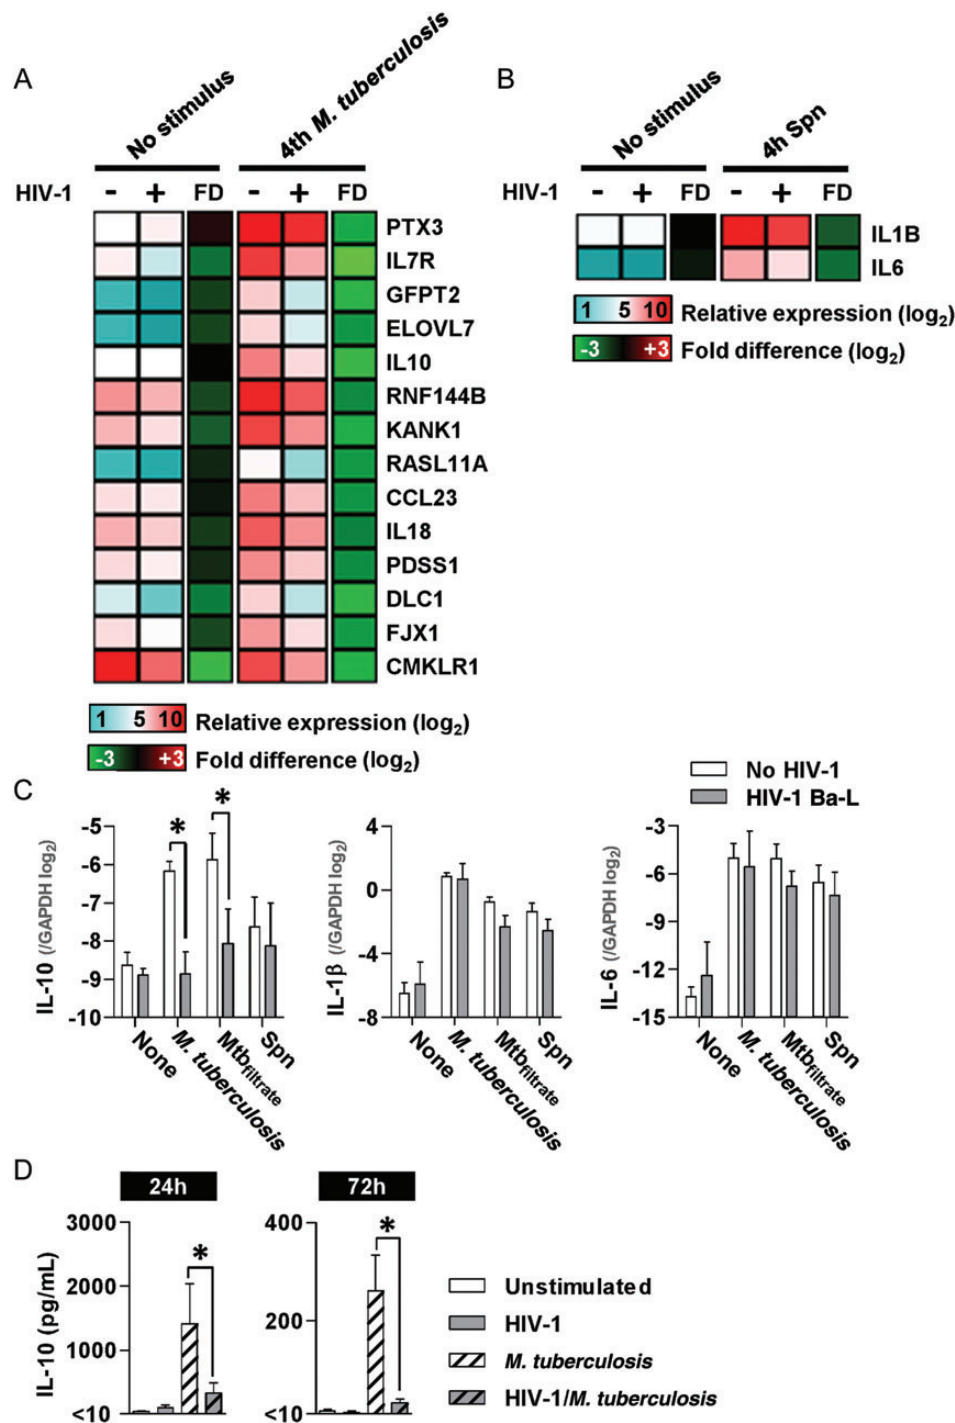 A
No stimulus
4th M. tuberculosis
HIV-1 - + FD - + FD
PTX3
IL7R
GFPT2
ELOVL7
IL10
RNF144B
KANK1
RASL11A
CCL23
IL18
PDSS1
DLC1
FJX1
CMKLR1
1 5 10 Relative expression (log2)
-3 +3 Fold difference (log2)
B
No stimulus
4h Spn
HIV-1 - + FD - + FD
IL1B
IL6
1 5 10 Relative expression (log2)
-3 +3 Fold difference (log2)
C
No HIV-1
HIV-1 Ba-L
IL-10 (/GAPDH log2)
-5
-6
-7
-8
-9
-10
* *
None
M. tuberculosis
Mtbfiltrate
Spn
IL-1β (/GAPDH log2)
4
0
-4
-8
None
M. tuberculosis
Mtbfiltrate
Spn
IL-6 (/GAPDH log2)
-3
-6
-9
-12
-15
None
M. tuberculosis
Mtbfiltrate
Spn
D
24h
IL-10 (pg/mL)
3000
2000
1000
<10
*
72h
400
200
<10
*
Unstimulated
HIV-1
M. tuberculosis
HIV-1/M. tuberculosis